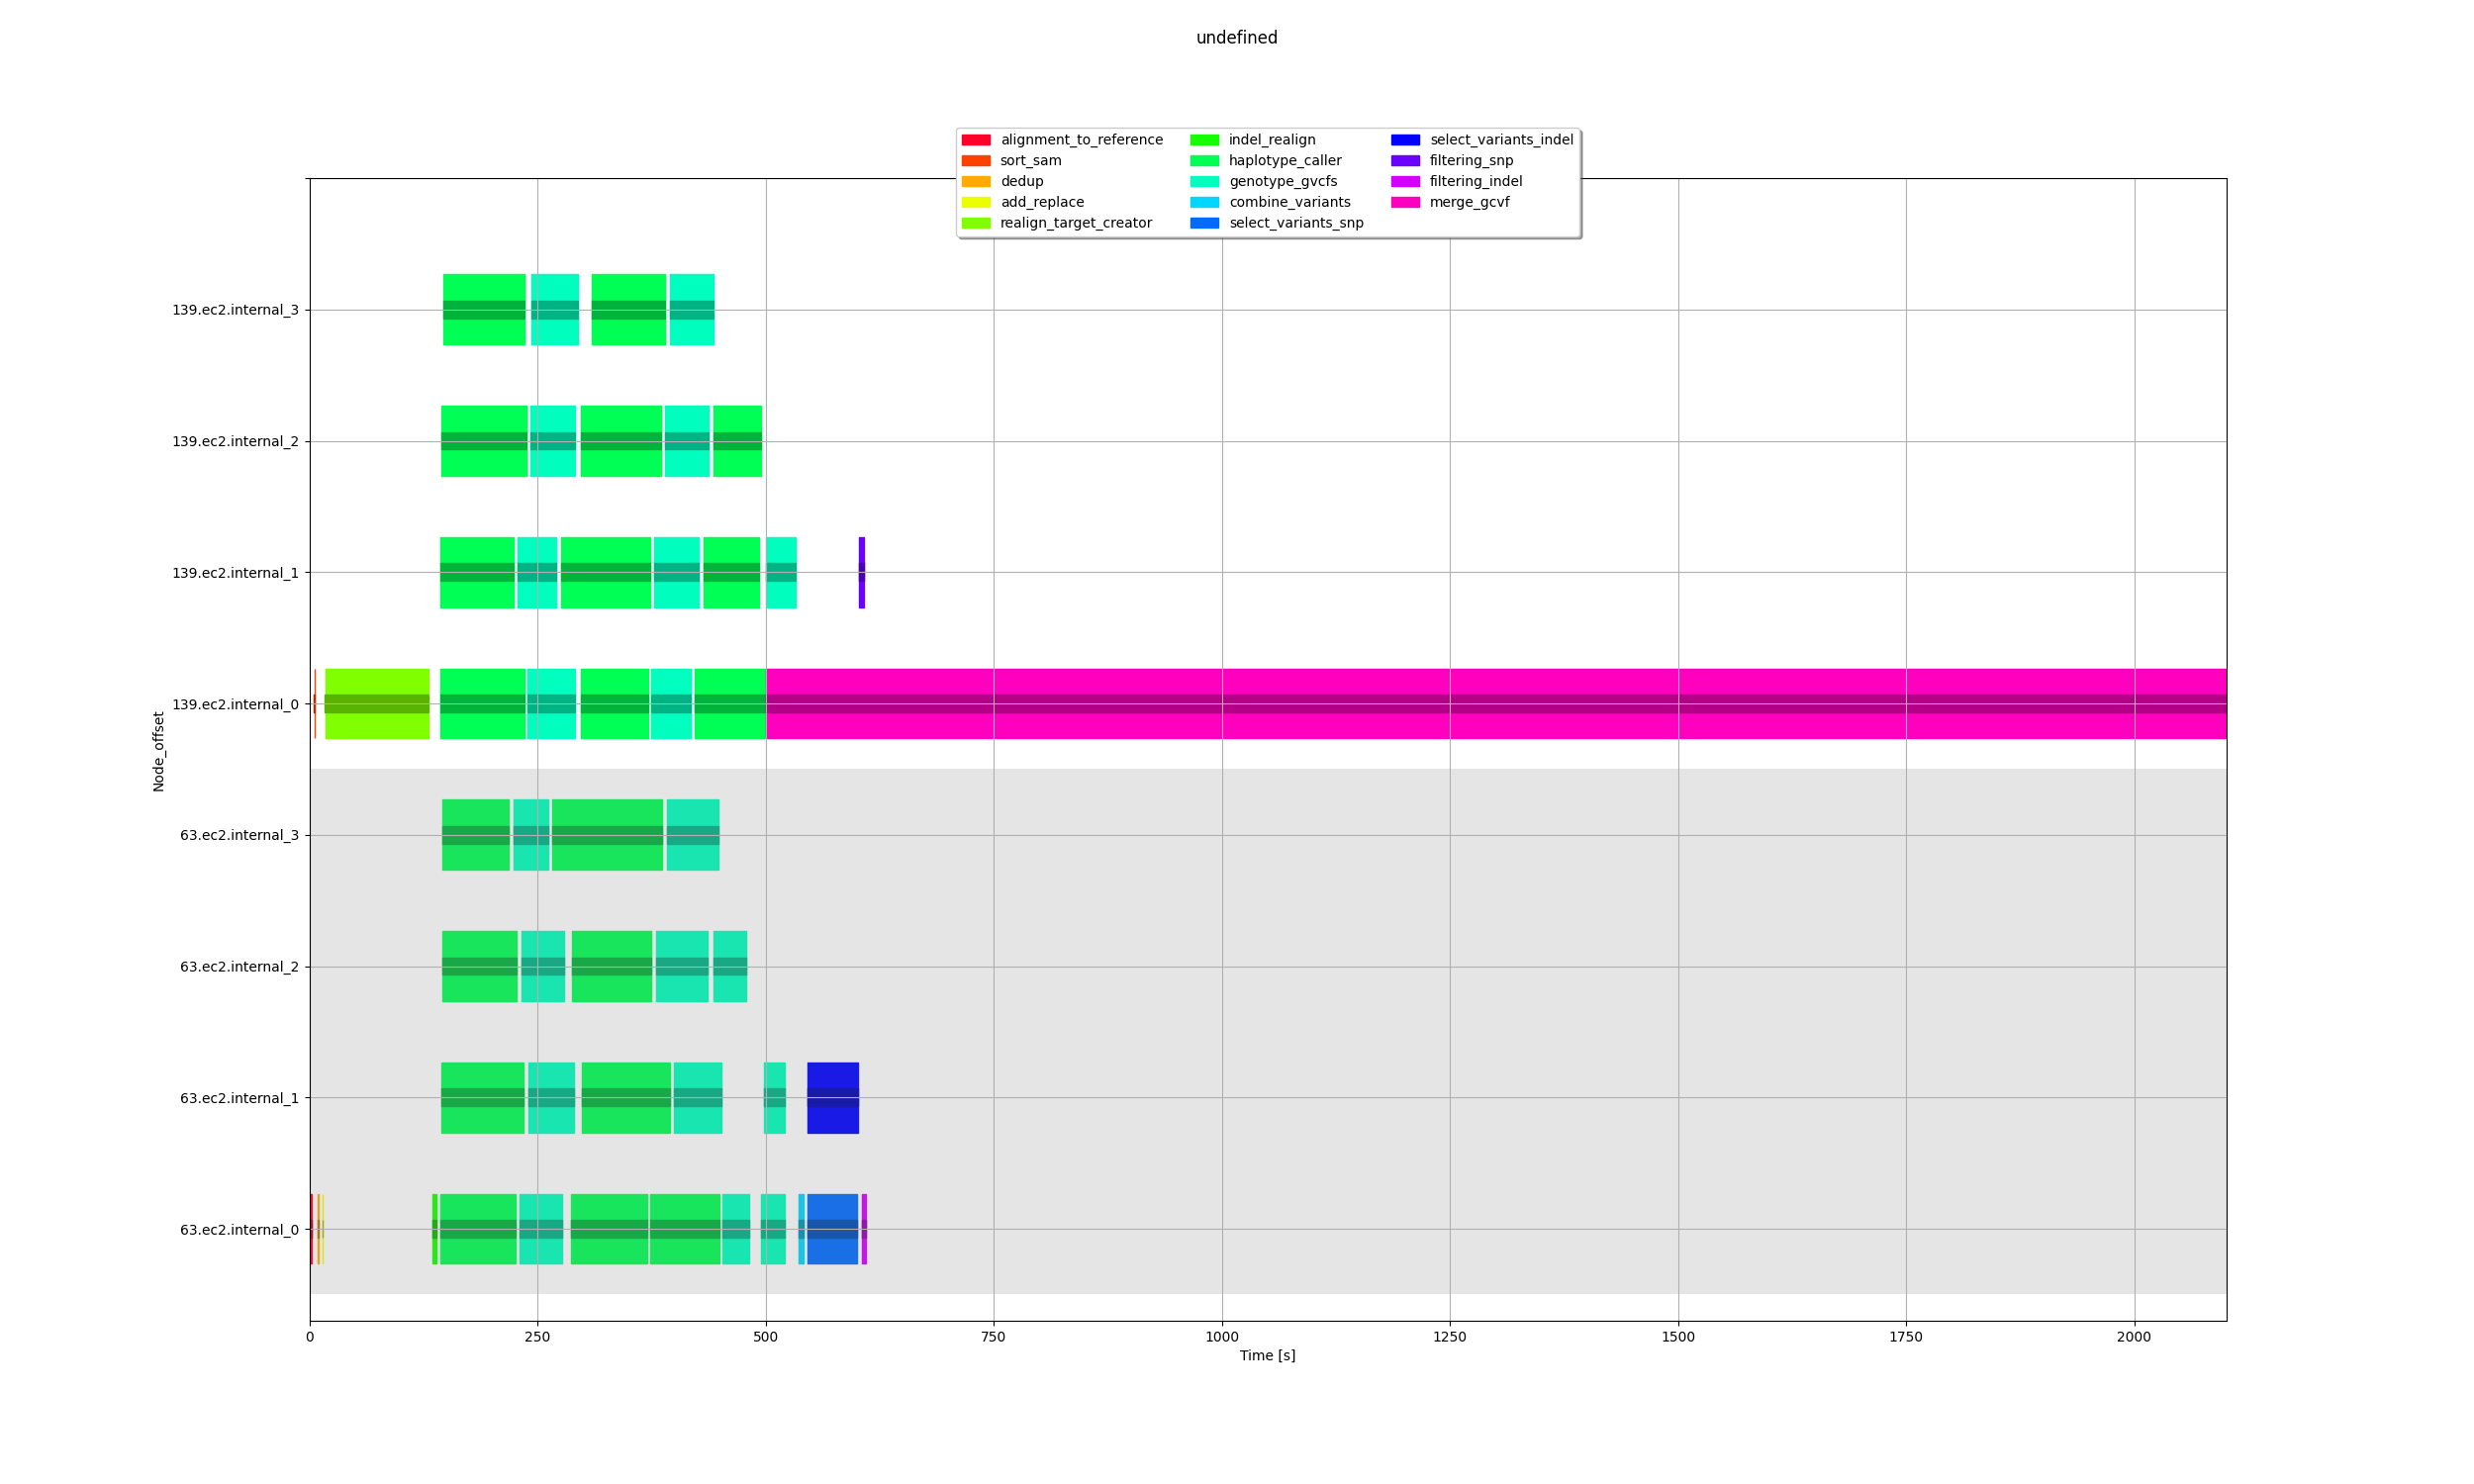 undefined
alignment_to_reference
sort_sam
dedup
add_replace
realign_target_creator
indel_realign
haplotype_caller
genotype_gvcfs
combine_variants
select_variants_snp
select_variants_indel
filtering_snp
filtering_indel
merge_gcvf
Node_offset
139.ec2.internal_3
139.ec2.internal_2
139.ec2.internal_1
139.ec2.internal_0
63.ec2.internal_3
63.ec2.internal_2
63.ec2.internal_1
63.ec2.internal_0
0 250 500 750 1000 1250 1500 1750 2000
Time [s]